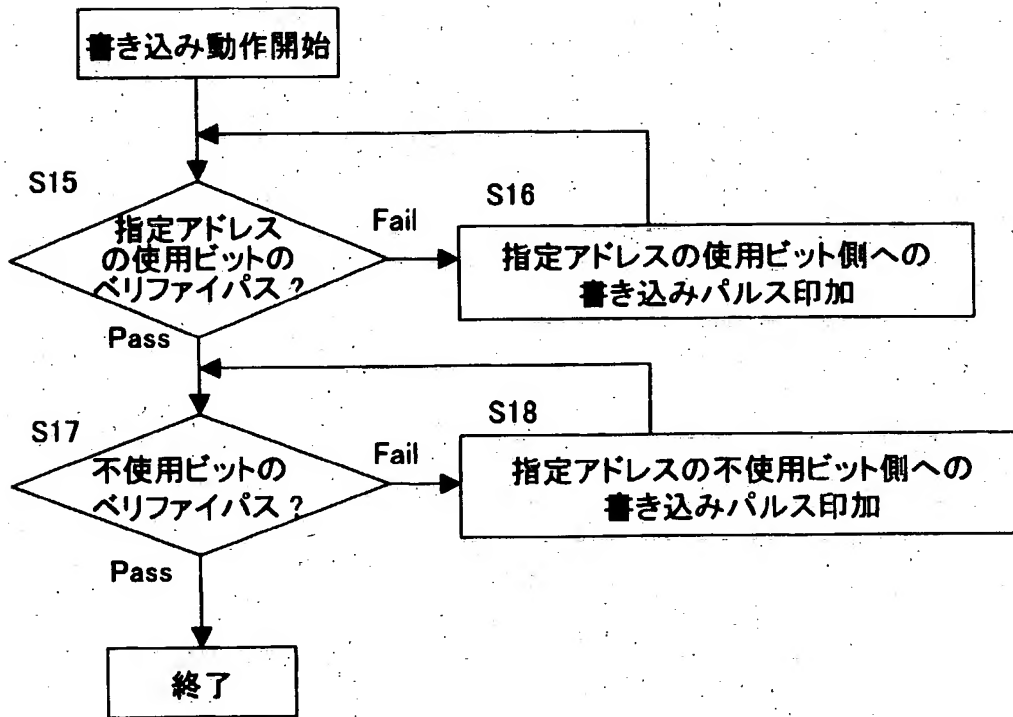 書き込み動作開始
S15
指定アドレス
の使用ビットの
ベリファイパス?
Fail
S16
指定アドレスの使用ビット側への
書き込みパルス印加
Pass
S17
不使用ビットの
ベリファイパス?
Fail
S18
指定アドレスの不使用ビット側への
書き込みパルス印加
Pass
終了